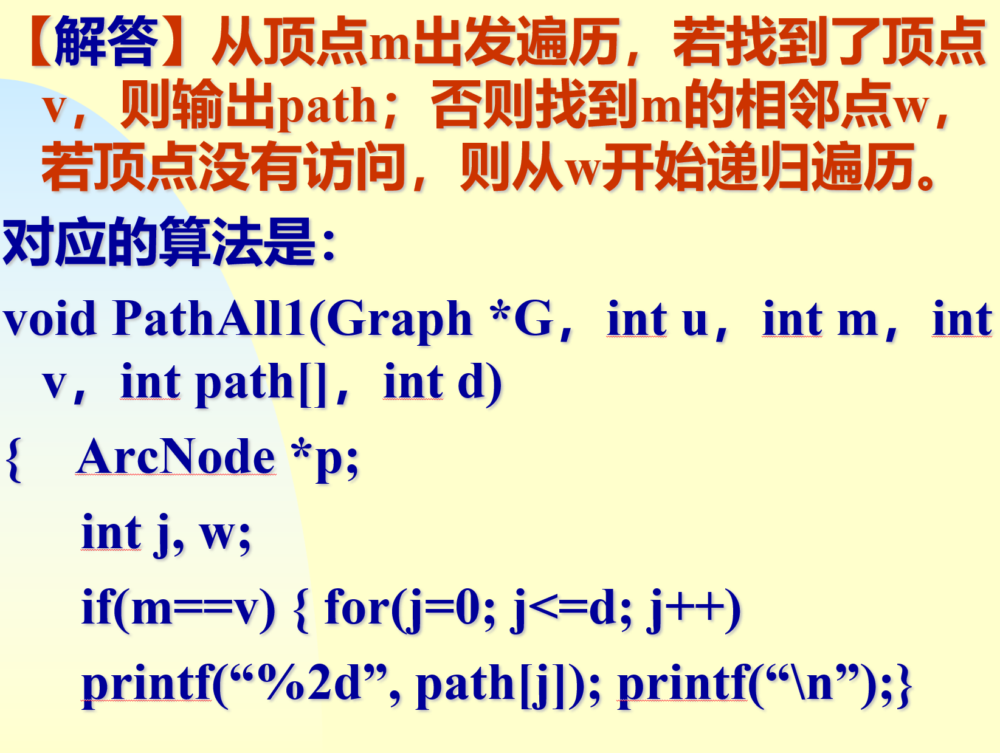 【解答】从顶点m出发遍历，若找到了顶点
v，则输出path；否则找到m的相邻点w，
若顶点没有访问，则从w开始递归遍历。
对应的算法是：
void PathAll1(Graph *G，int u，int m，int
v，int path[]，int d)
{ ArcNode *p;
int j, w;
if(m==v) { for(j=0; j<=d; j++)
printf(“%2d”, path[j]); printf(“\n”);}